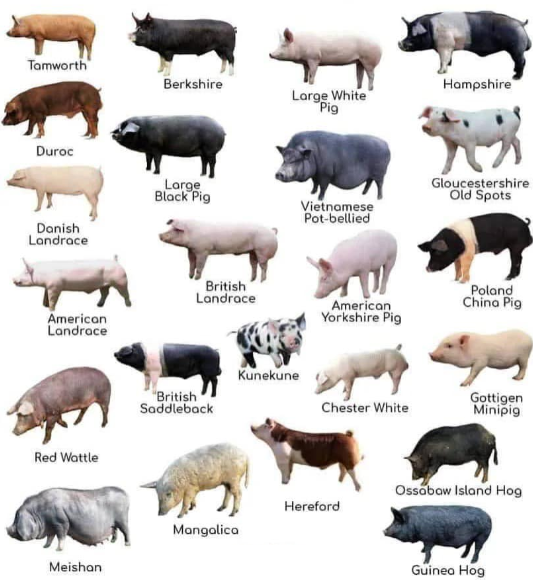 Tamworth
Berkshire
Large White
Pig
Hampshire
Duroc
Large
Black Pig
Vietnamese
Pot-bellied
Gloucestershire
Old Spots
Danish
Landrace
British
Landrace
American
Yorkshire Pig
Poland
China Pig
American
Landrace
British
Saddleback
Kunekune
Chester White
Gottigen
Minipig
Red Wattle
Mangalica
Hereford
Ossabaw Island Hog
Meishan
Guinea Hog